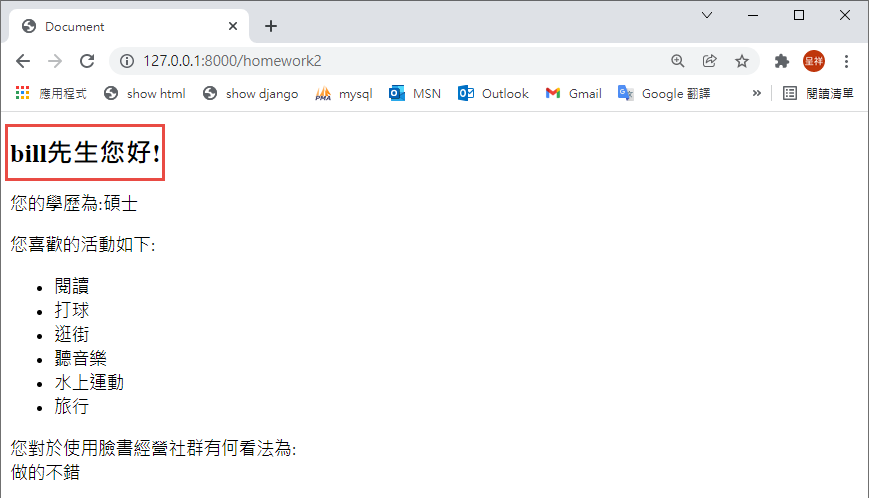 Document
127.0.0.1:8000/homework2
呈祥
應用程式 show html show django PMA mysql MSN Outlook Gmail Google 翻譯 » 閱讀清單
bill先生您好!
您的學歷為:碩士
您喜歡的活動如下:
閱讀
打球
逛街
聽音樂
水上運動
旅行
您對於使用臉書經營社群有何看法為:
做的不錯